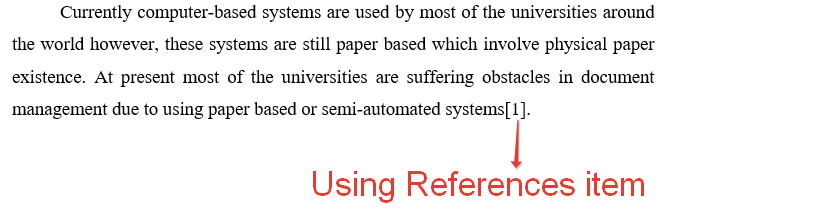 Currently computer-based systems are used by most of the universities around
the world however, these systems are still paper based which involve physical paper
existence. At present most of the universities are suffering obstacles in document
management due to using paper based or semi-automated systems[1].
Using References item